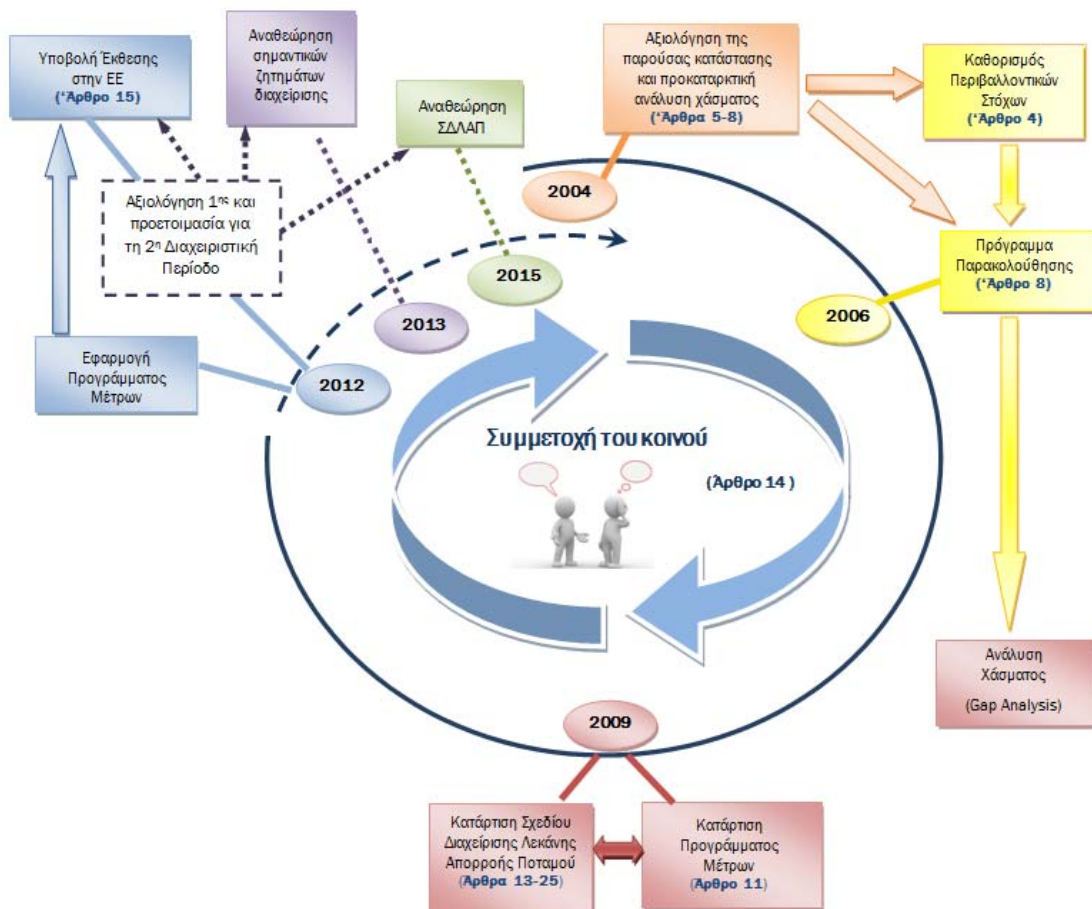 Υποβολή Έκθεσης
στην ΕΕ
(‘Άρθρο 15)
Αναθεώρηση
σημαντικών
ζητημάτων
διαχείρισης
Αναθεώρηση
ΣΔΛΑΠ
Αξιολόγηση της
παρούσας κατάστασης
και προκαταρκτική
ανάλυση χάσματος
(‘Άρθρα 5-8)
Καθορισμός
Περιβαλλοντικών
Στόχων
(‘Άρθρο 4)
Αξιολόγηση 1ης και
προετοιμασία για
τη 2η Διαχειριστική
Περίοδο
2004
2015
2013
2012
2006
Πρόγραμμα
Παρακολούθησης
(‘Άρθρο 8)
Εφαρμογή
Προγράμματος
Μέτρων
Συμμετοχή του κοινού
(Άρθρο 14 )
Ανάλυση
Χάσματος
(Gap Analysis)
2009
Κατάρτιση Σχεδίου
Διαχείρισης Λεκάνης
Απορροής Ποταμού
(Άρθρα 13-25)
Κατάρτιση
Προγράμματος
Μέτρων
(Άρθρο 11)